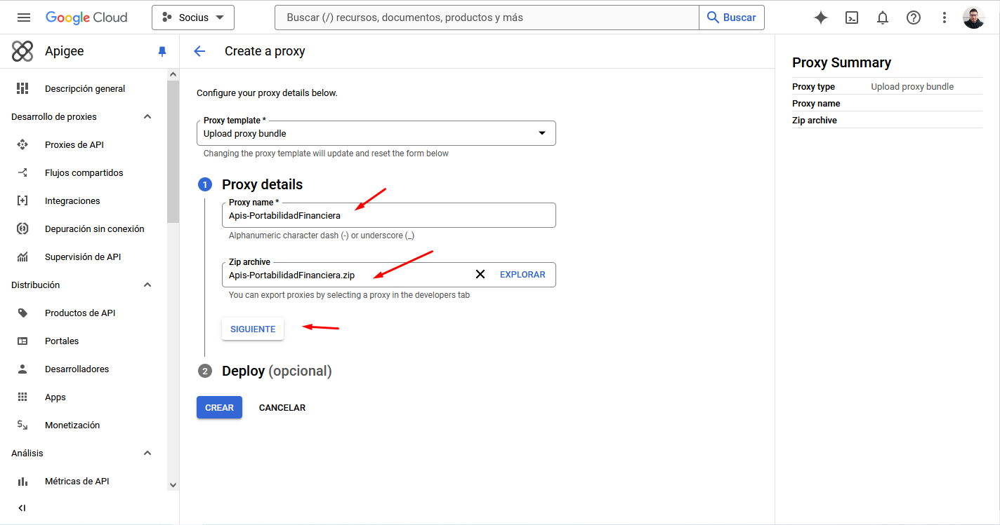 Google Cloud
Socius
Buscar (/) recursos, documentos, productos y más
Buscar
Apigee
Descripción general
Desarrollo de proxies
Proxies de API
Flujos compartidos
Integraciones
Depuración sin conexión
Supervisión de API
Distribución
Productos de API
Portales
Desarrolladores
Apps
Monetización
Análisis
Métricas de API
Create a proxy
Configure your proxy details below.
Proxy template *
Upload proxy bundle
Changing the proxy template will update and reset the form below
1 Proxy details
Proxy name *
Apis-PortabilidadFinanciera
Alphanumeric character dash (-) or underscore (_)
Zip archive
Apis-PortabilidadFinanciera.zip
EXPLORAR
You can export proxies by selecting a proxy in the developers tab
SIGUIENTE
2 Deploy (opcional)
CREAR CANCELAR
Proxy Summary
Proxy type Upload proxy bundle
Proxy name
Zip archive